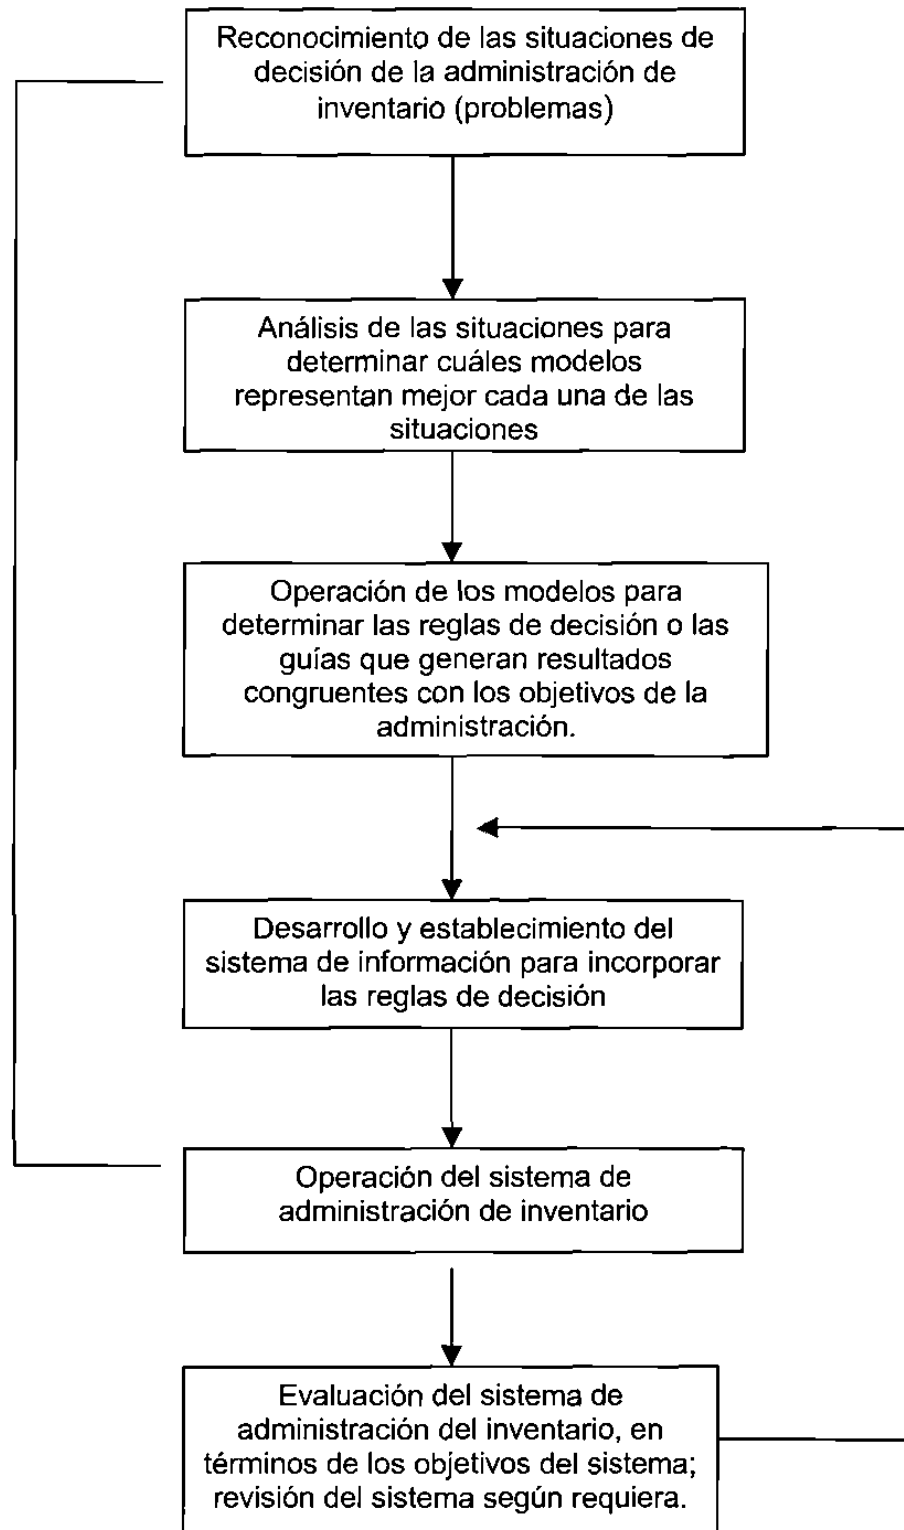 Reconocimiento de las situaciones de
decisión de la administración de
inventario (problemas)
Análisis de las situaciones para
determinar cuáles modelos
representan mejor cada una de las
situaciones
Operación de los modelos para
determinar las reglas de decisión o las
guías que generan resultados
congruentes con los objetivos de la
administración.
Desarrollo y establecimiento del
sistema de información para incorporar
las reglas de decisión
Operación del sistema de
administración de inventario
Evaluación del sistema de
administración del inventario, en
términos de los objetivos del sistema;
revisión del sistema según requiera.